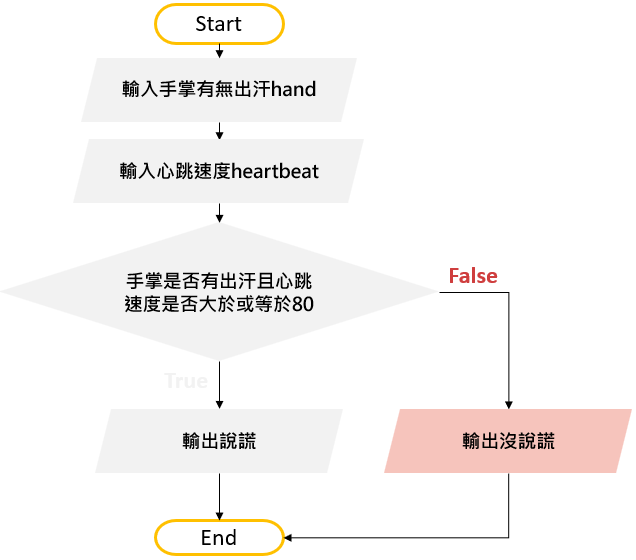 Start
輸入手掌有無出汗hand
輸入心跳速度heartbeat
手掌是否有出汗且心跳
速度是否大於或等於80
False
True
輸出說謊
輸出沒說謊
End